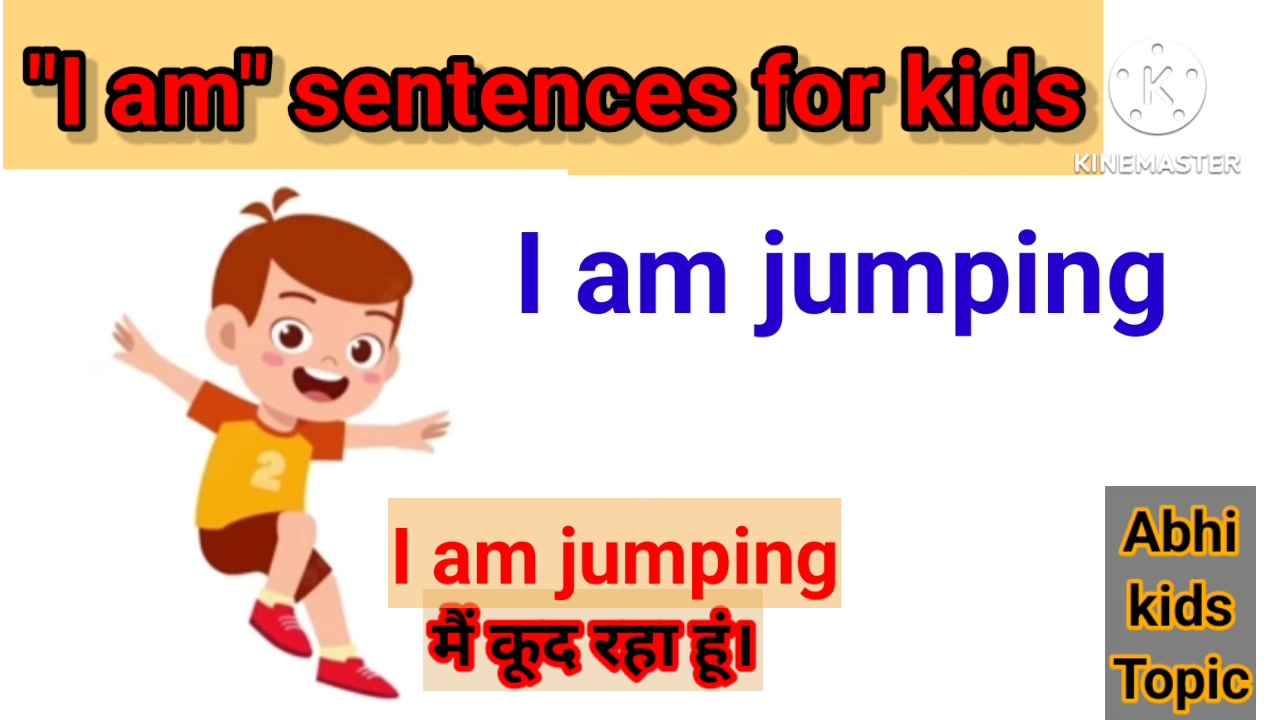 "I am" sentences for kids
K
KINEMASTER
I am jumping
2
I am jumping
मैं कूद रहा हूं।
Abhi
kids
Topic